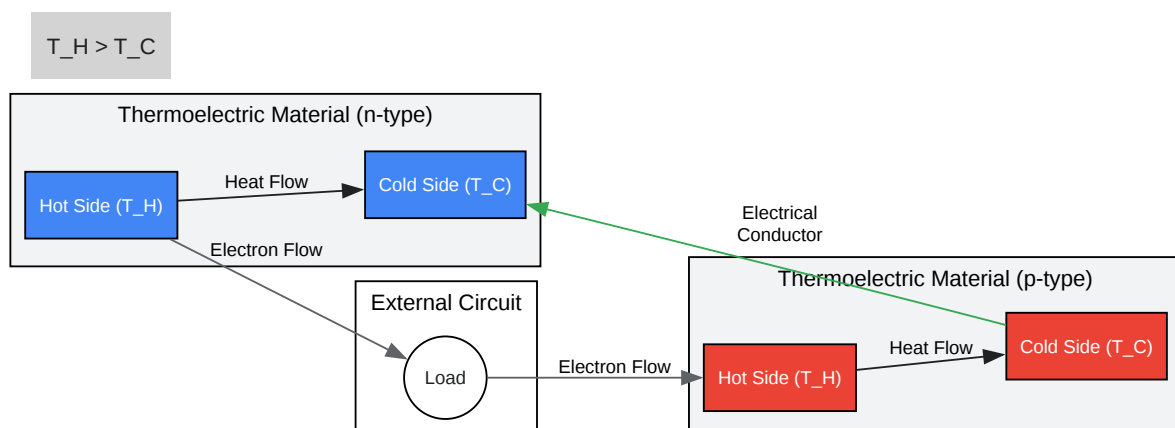 T_H > T_C
Thermoelectric Material (n-type)
Hot Side (T_H)
Heat Flow
Cold Side (T_C)
Electron Flow
Electrical
Conductor
External Circuit
Load
Electron Flow
Thermoelectric Material (p-type)
Hot Side (T_H)
Heat Flow
Cold Side (T_C)